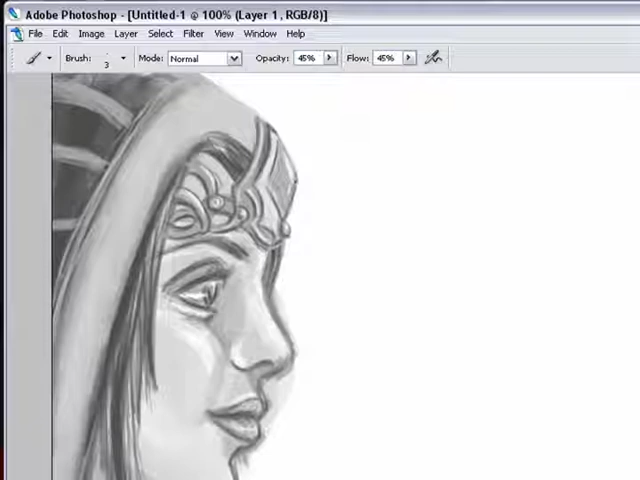 Adobe Photoshop - [Untitled-1 @ 100% (Layer 1, RGB/8)]
File Edit Image Layer Select Filter View Window Help
Brush: 3 Mode: Normal Opacity: 45% Flow: 45%